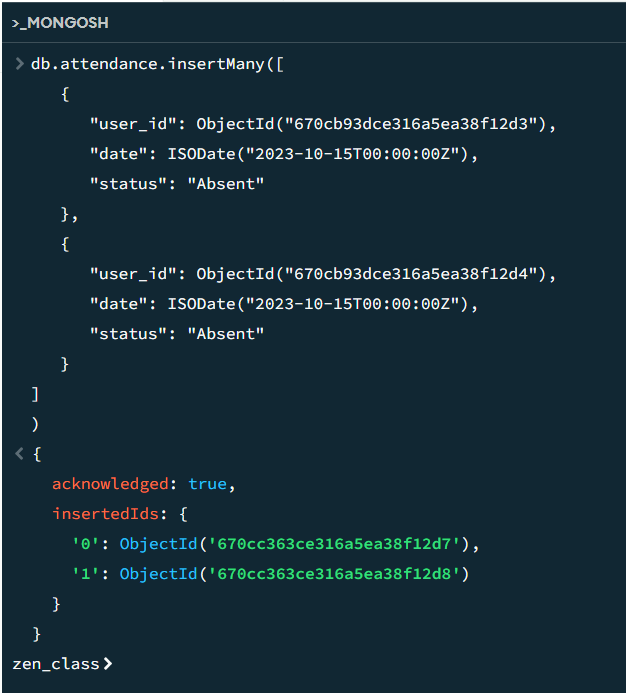 >_MONGOSH
> db.attendance.insertMany([
{
"user_id": ObjectId("670cb93dce316a5ea38f12d3"),
"date": ISODate("2023-10-15T00:00:00Z"),
"status": "Absent"
},
{
"user_id": ObjectId("670cb93dce316a5ea38f12d4"),
"date": ISODate("2023-10-15T00:00:00Z"),
"status": "Absent"
}
]
)
< {
acknowledged: true,
insertedIds: {
'0': ObjectId('670cc363ce316a5ea38f12d7'),
'1': ObjectId('670cc363ce316a5ea38f12d8')
}
}
zen_class>